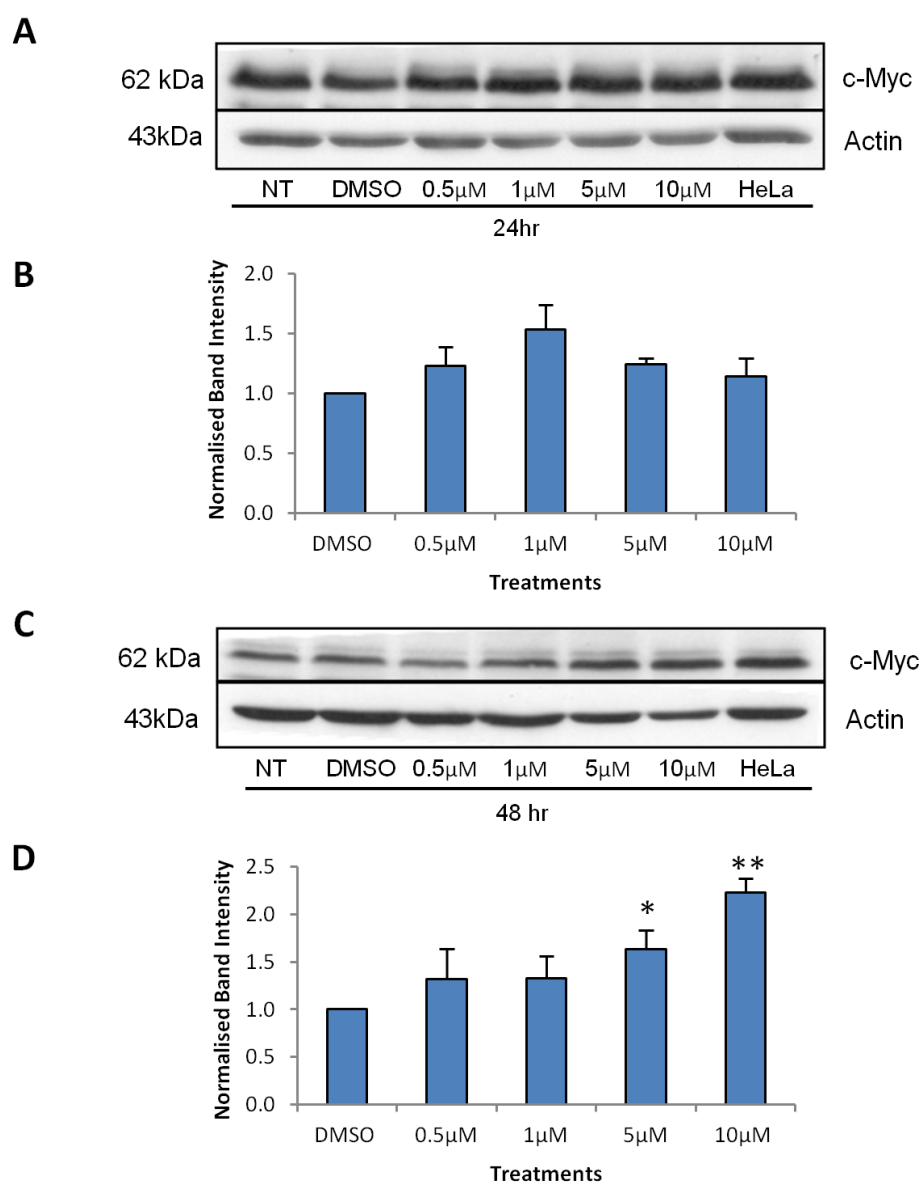 A
62 kDa
c-Myc
43kDa
Actin
NT DMSO 0.5µM 1µM 5µM 10µM HeLa
24hr
B
Normalised Band Intensity
2.0
1.5
1.0
0.5
0.0
DMSO 0.5µM 1µM 5µM 10µM
Treatments
C
62 kDa
c-Myc
43kDa
Actin
NT DMSO 0.5µM 1µM 5µM 10µM HeLa
48 hr
D
Normalised Band Intensity
2.5
2.0
1.5
1.0
0.5
0.0
*
**
DMSO 0.5µM 1µM 5µM 10µM
Treatments